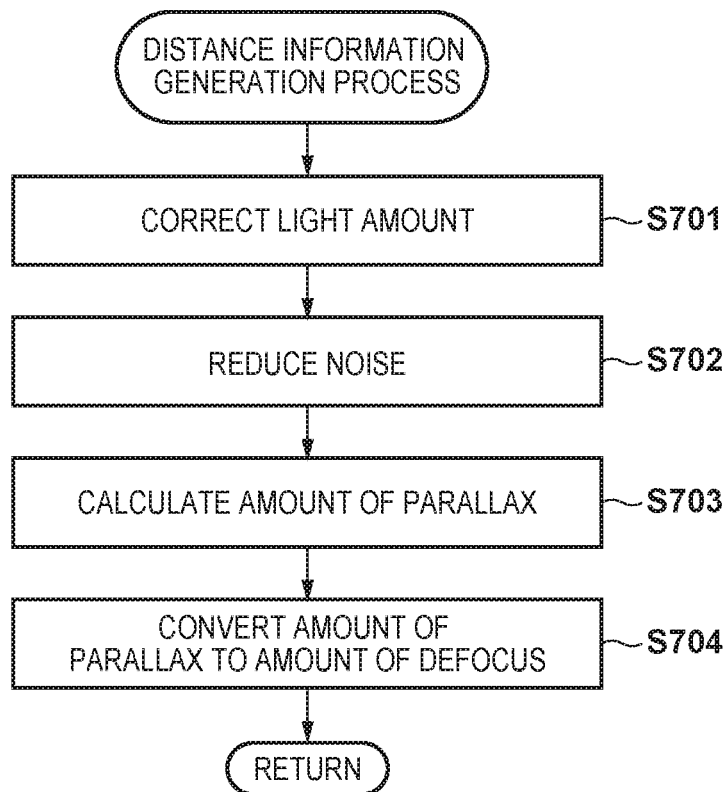 DISTANCE INFORMATION
GENERATION PROCESS
CORRECT LIGHT AMOUNT
S701
REDUCE NOISE
S702
CALCULATE AMOUNT OF PARALLAX
S703
CONVERT AMOUNT OF
PARALLAX TO AMOUNT OF DEFOCUS
S704
RETURN